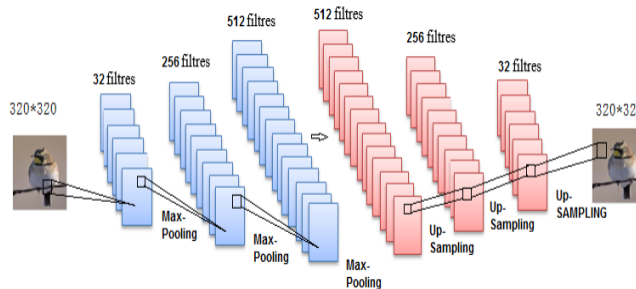 512 filtres
512 filtres
256 filtres
256 filtres
32 filtres
32 filtres
320*320
320*32
Max-
Pooling
Max-
Pooling
Max-
Pooling
Up-
Sampling
Up-
Sampling
Up-
SAMPLING